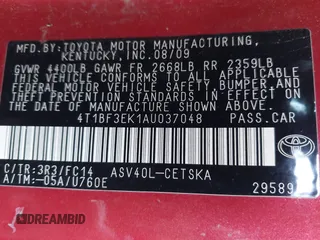 MFD.BY:TOYOTA MOTOR MANUFACTURING,
KENTUCKY,INC.08/09
GVWR 4400LB GAWR FR 2668LB RR 2359LB
THIS VEHICLE CONFORMS TO ALL APPLICABLE
FEDERAL MOTOR VEHICLE SAFETY, BUMPER, AND
THEFT PREVENTION STANDARDS IN EFFECT ON
THE DATE OF MANUFACTURE SHOWN ABOVE.
4T1BF3EK1AU037048 PASS.CAR
C/TR:3R3/FC14 ASV40L-CETSKA
A/TM:-05A/U760E
TOYOTA
29589
DREAMBID